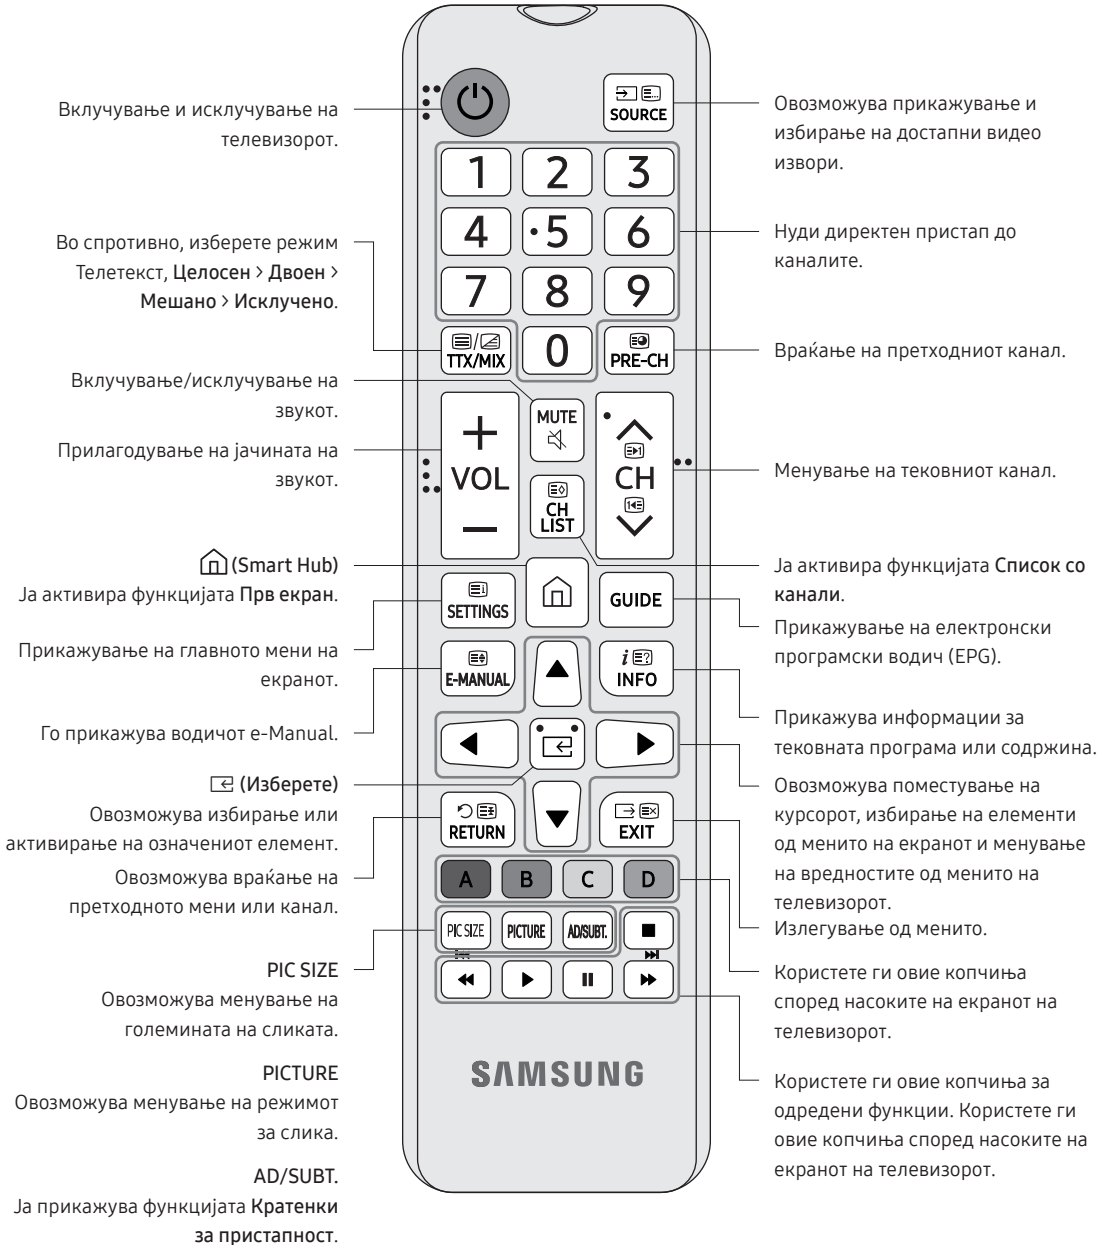 Вклучување и исклучување на
телевизорот.
Во спротивно, изберете режим
Телетекст, Целосен > Двоен >
Мешано > Исклучено.
Вклучување/исклучување на
звукот.
Прилагодување на јачината на
звукот.
(Smart Hub)
Ја активира функцијата Прв екран.
Прикажување на главното мени на
екранот.
Го прикажува водичот e-Manual.
(Изберете)
Овозможува избирање или
активирање на означениот елемент.
Овозможува враќање на
претходното мени или канал.
PIC SIZE
Овозможува менување на
големината на сликата.
PICTURE
Овозможува менување на режимот
за слика.
AD/SUBT.
Ја прикажува функцијата Кратенки
за пристапност.
SOURCE
1 2 3
4 5 6
7 8 9
TTX/MIX 0 PRE-CH
MUTE
+
VOL
—
CH
CH
LIST
SETTINGS
GUIDE
E-MANUAL
i
INFO
RETURN
EXIT
A B C D
PIC SIZE PICTURE AD/SUBT.
SAMSUNG
Овозможува прикажување и
избирање на достапни видео
извори.
Нуди директен пристап до
каналите.
Враќање на претходниот канал.
Менување на тековниот канал.
Ја активира функцијата Список со
канали.
Прикажување на електронски
програмски водич (EPG).
Прикажува информации за
тековната програма или содржина.
Овозможува поместување на
курсорот, избирање на елементи
од менито на екранот и менување
на вредностите од менито на
телевизорот.
Излегување од менито.
Користете ги овие копчиња
според насоките на екранот на
телевизорот.
Користете ги овие копчиња за
одредени функции. Користете ги
овие копчиња според насоките на
екранот на телевизорот.